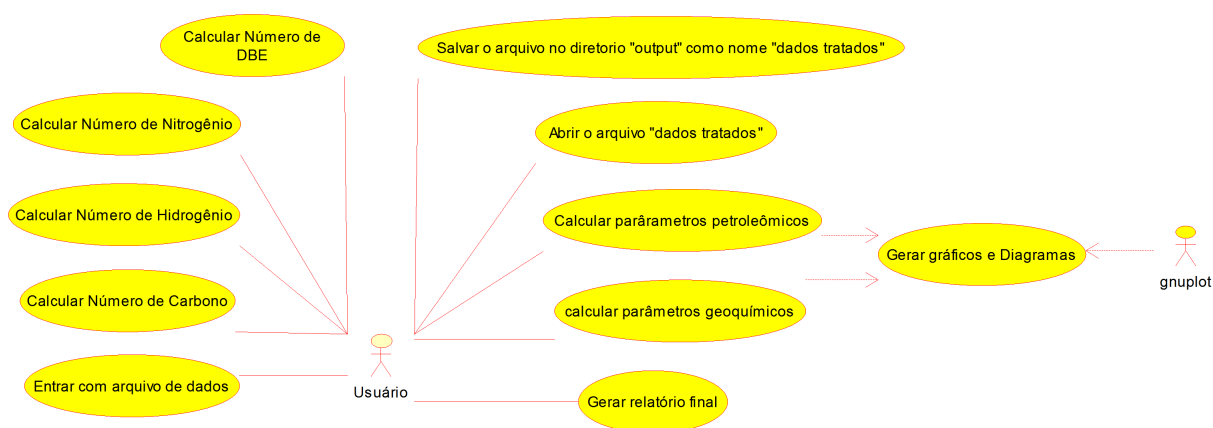 Calcular Número de
DBE
Salvar o arquivo no diretorio "output" como nome "dados tratados"
Calcular Número de Nitrogênio
Abrir o arquivo "dados tratados"
Calcular Número de Hidrogênio
Calcular parârametros petroleômicos
Gerar gráficos e Diagramas
gnuplot
Calcular Número de Carbono
calcular parâmetros geoquímicos
Entrar com arquivo de dados
Usuário
Gerar relatório final